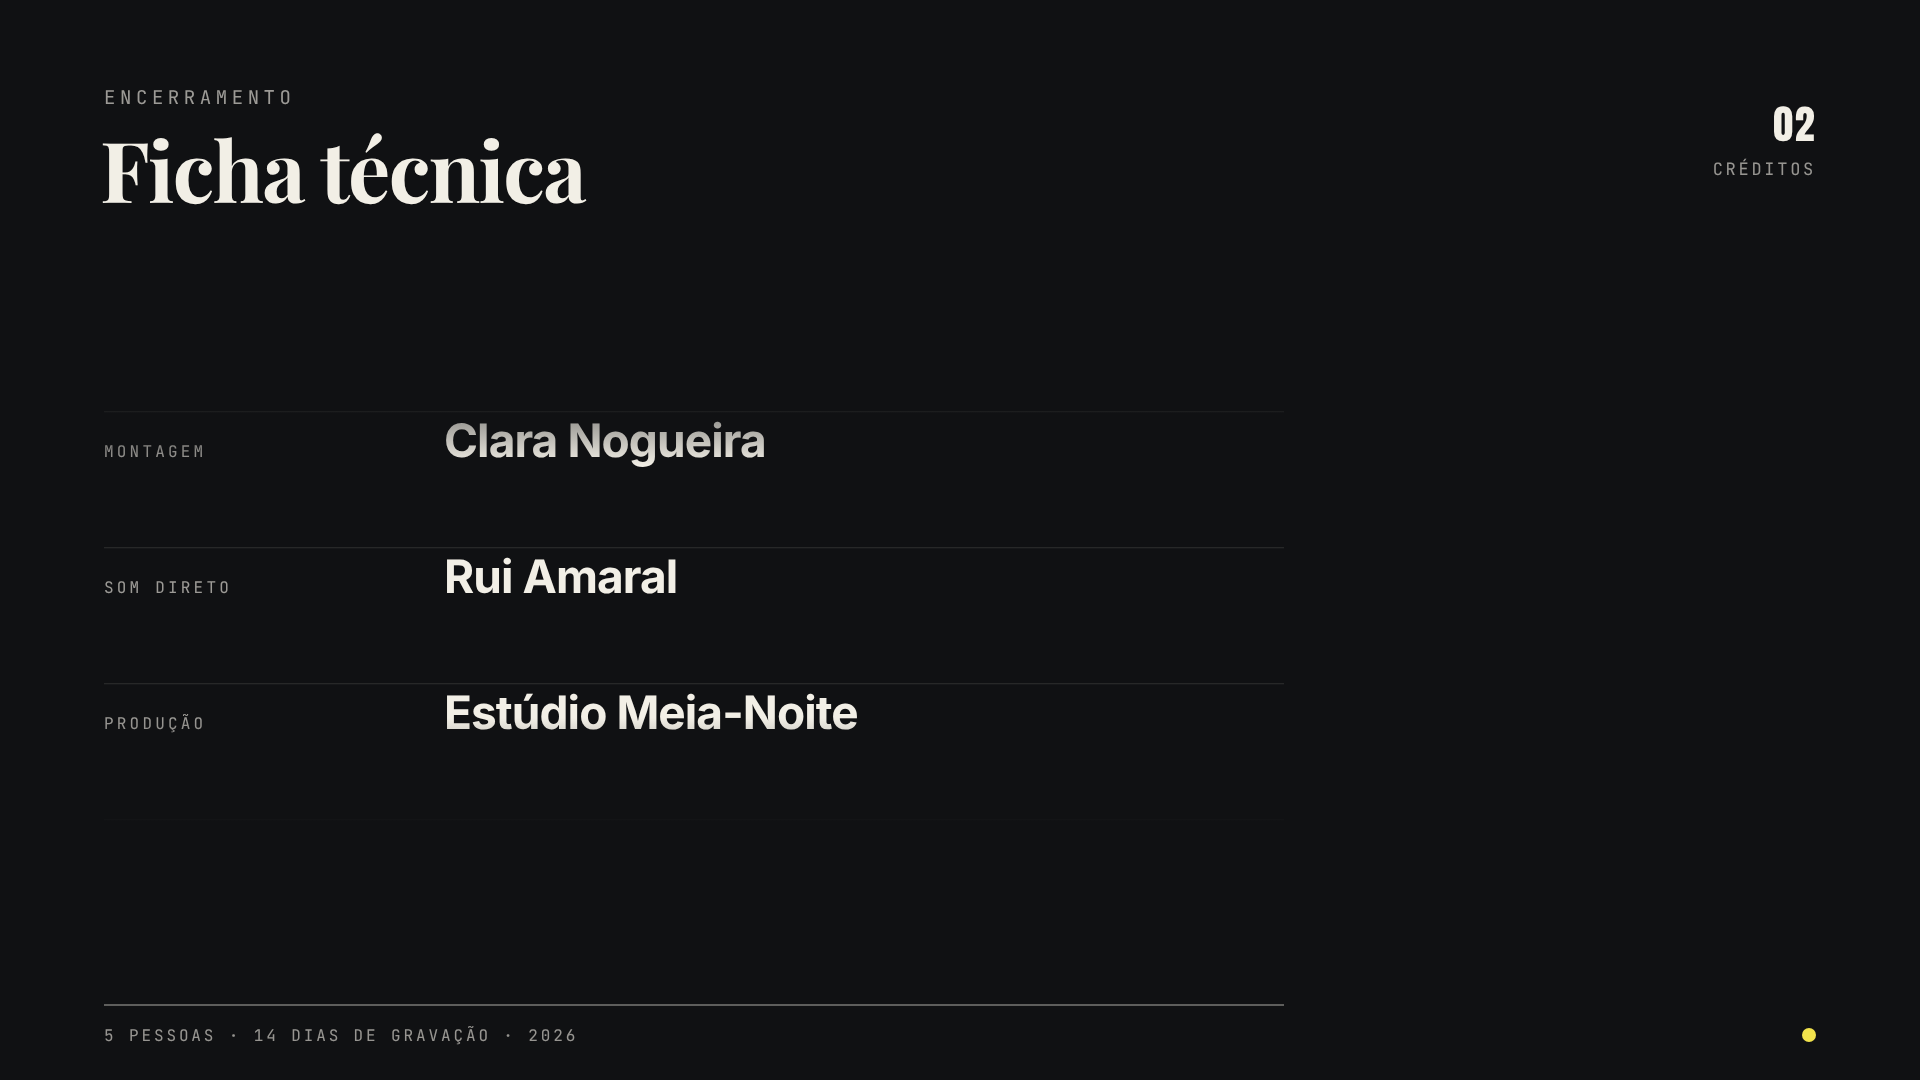 ENCERRAMENTO
Ficha técnica
02
CRÉDITOS
MONTAGEM Clara Nogueira
SOM DIRETO Rui Amaral
PRODUÇÃO Estúdio Meia-Noite
5 PESSOAS · 14 DIAS DE GRAVAÇÃO · 2026